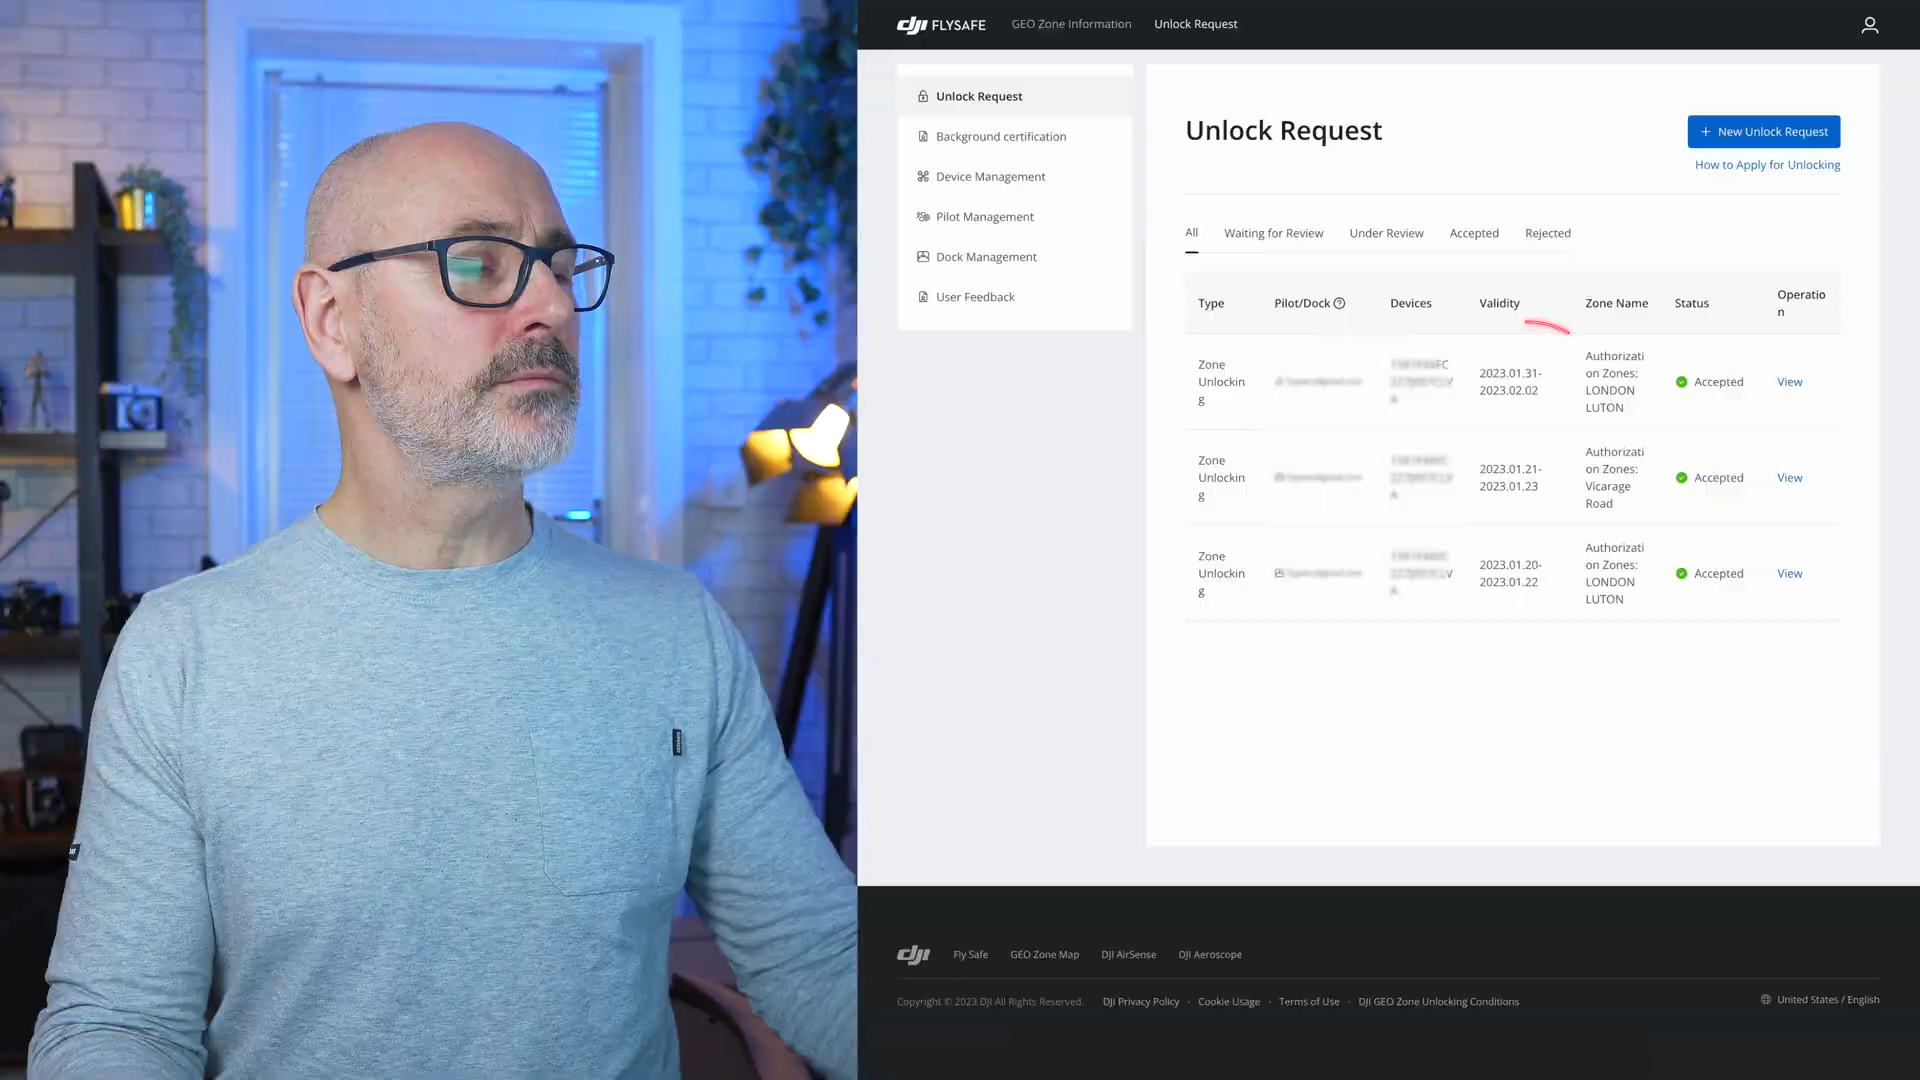 dji FLYSAFE GEO Zone Information Unlock Request
Unlock Request
Background certification
Device Management
Pilot Management
Dock Management
User Feedback
Unlock Request
+ New Unlock Request
How to Apply for Unlocking
All Waiting for Review Under Review Accepted Rejected
Type Pilot/Dock Devices Validity Zone Name Status Operatio
n
Zone
Unlockin
g
2023.01.31-
2023.02.02
Authorizati
on Zones:
LONDON
LUTON
Accepted
View
Zone
Unlockin
g
2023.01.21-
2023.01.23
Authorizati
on Zones:
Vicarage
Road
Accepted
View
Zone
Unlockin
g
2023.01.20-
2023.01.22
Authorizati
on Zones:
LONDON
LUTON
Accepted
View
dji Fly Safe GEO Zone Map DJI AirSense DJI Aeroscope
Copyright © 2023 DJI All Rights Reserved. DJI Privacy Policy · Cookie Usage · Terms of Use · DJI GEO Zone Unlocking Conditions
United States / English